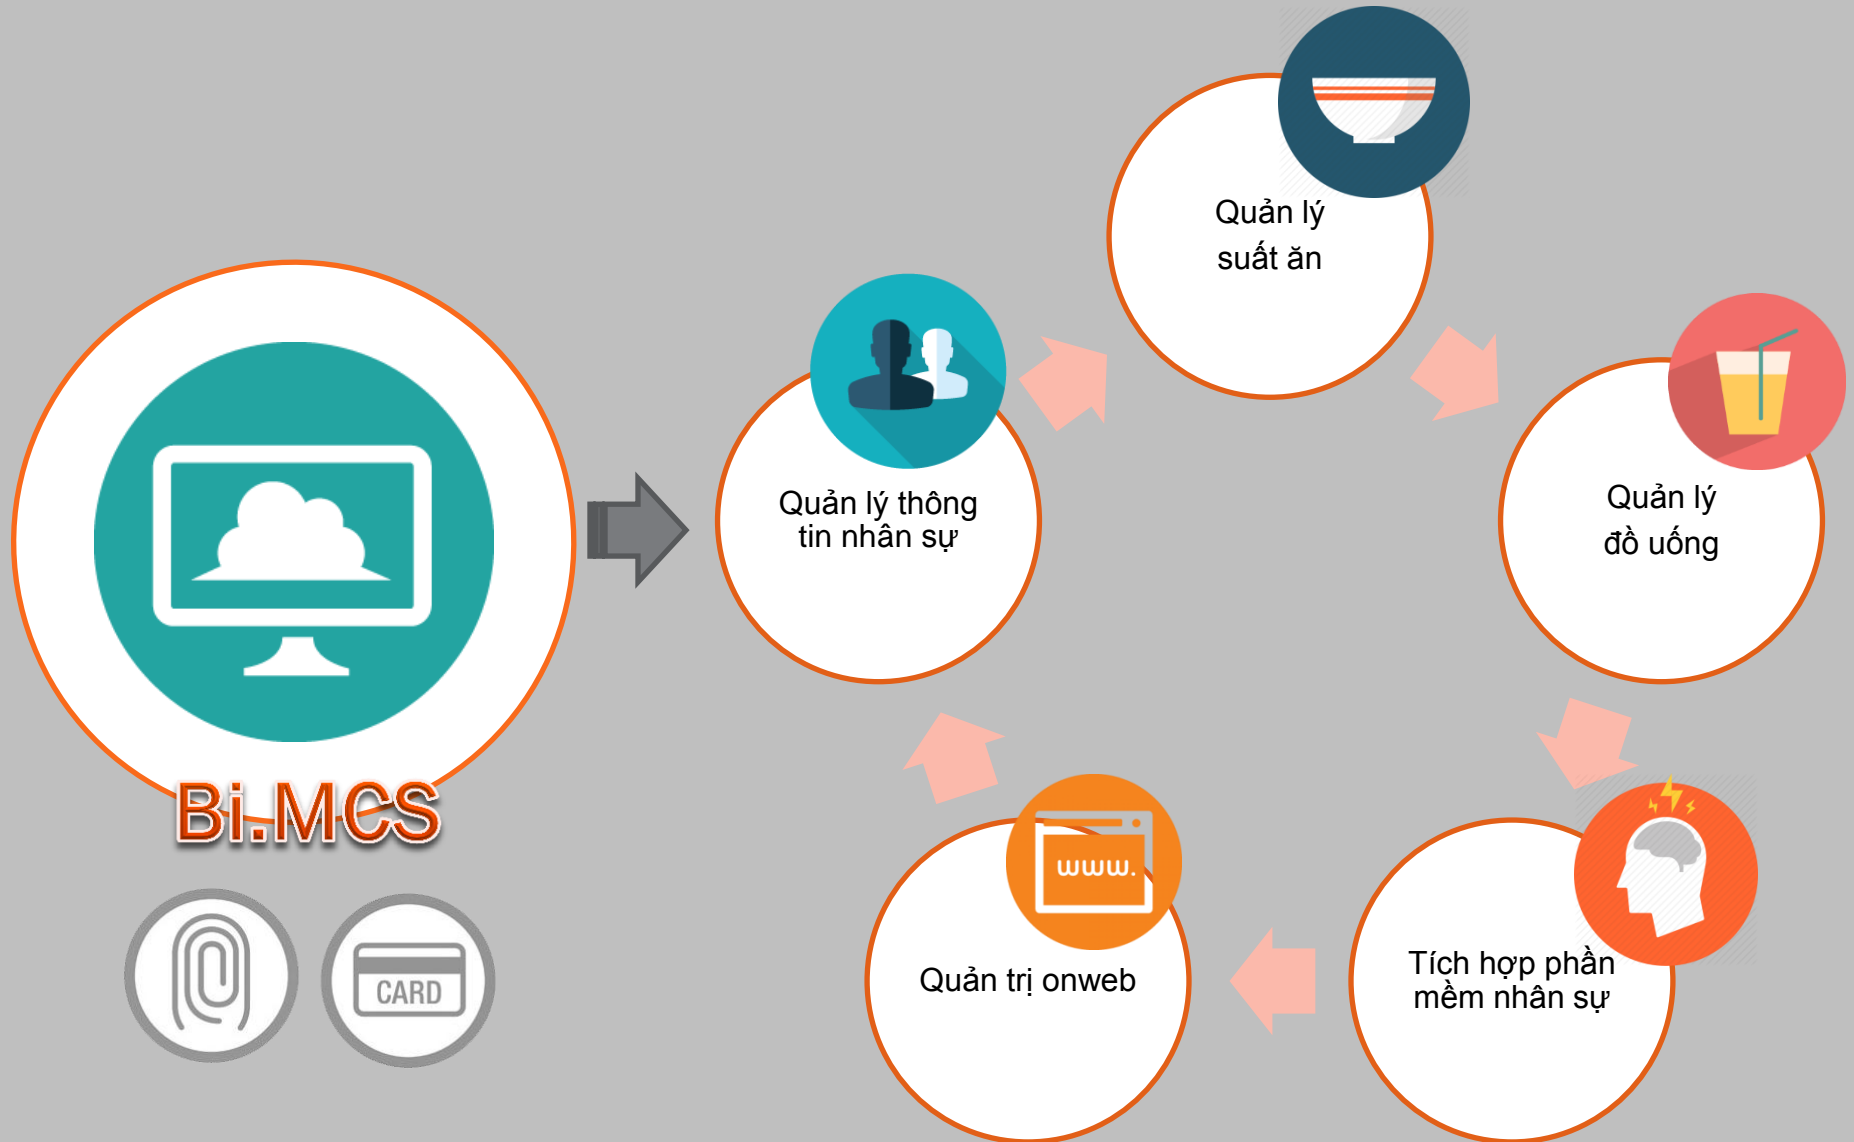 Quản lý
suất ăn
Quản lý thông
tin nhân sự
Quản lý
đồ uống
Bi.MCS
www.
CARD
Quản trị onweb
Tích hợp phần
mềm nhân sự